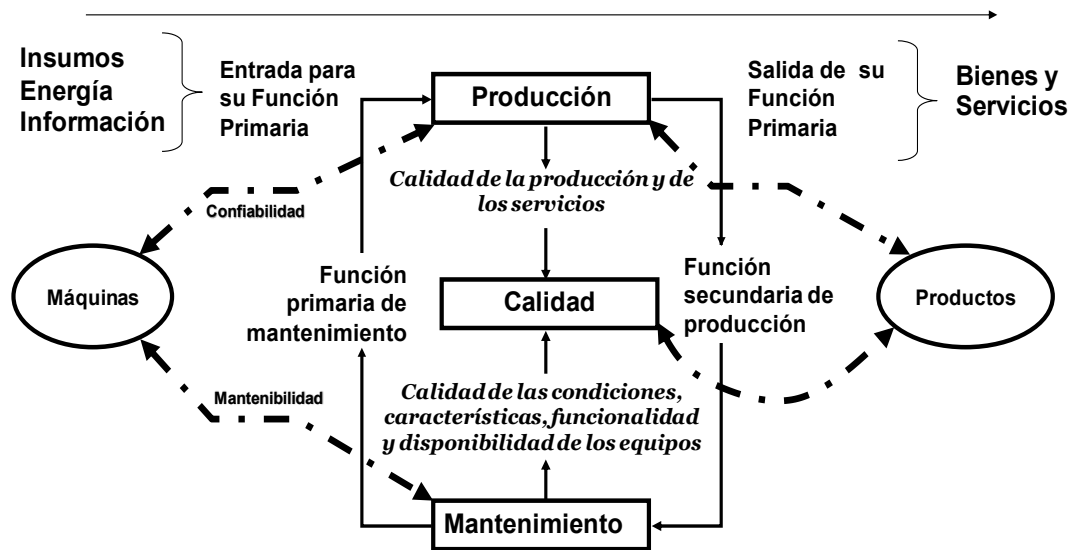 Insumos
Energía
Información
Entrada para
su Función
Primaria
Producción
Salida de su
Función
Primaria
Bienes y
Servicios
Calidad de la producción y de
los servicios
Confiabilidad
Máquinas
Función
primaria de
mantenimiento
Calidad
Función
secundaria de
producción
Productos
Mantenibilidad
Calidad de las condiciones,
características, funcionalidad
y disponibilidad de los equipos
Mantenimiento